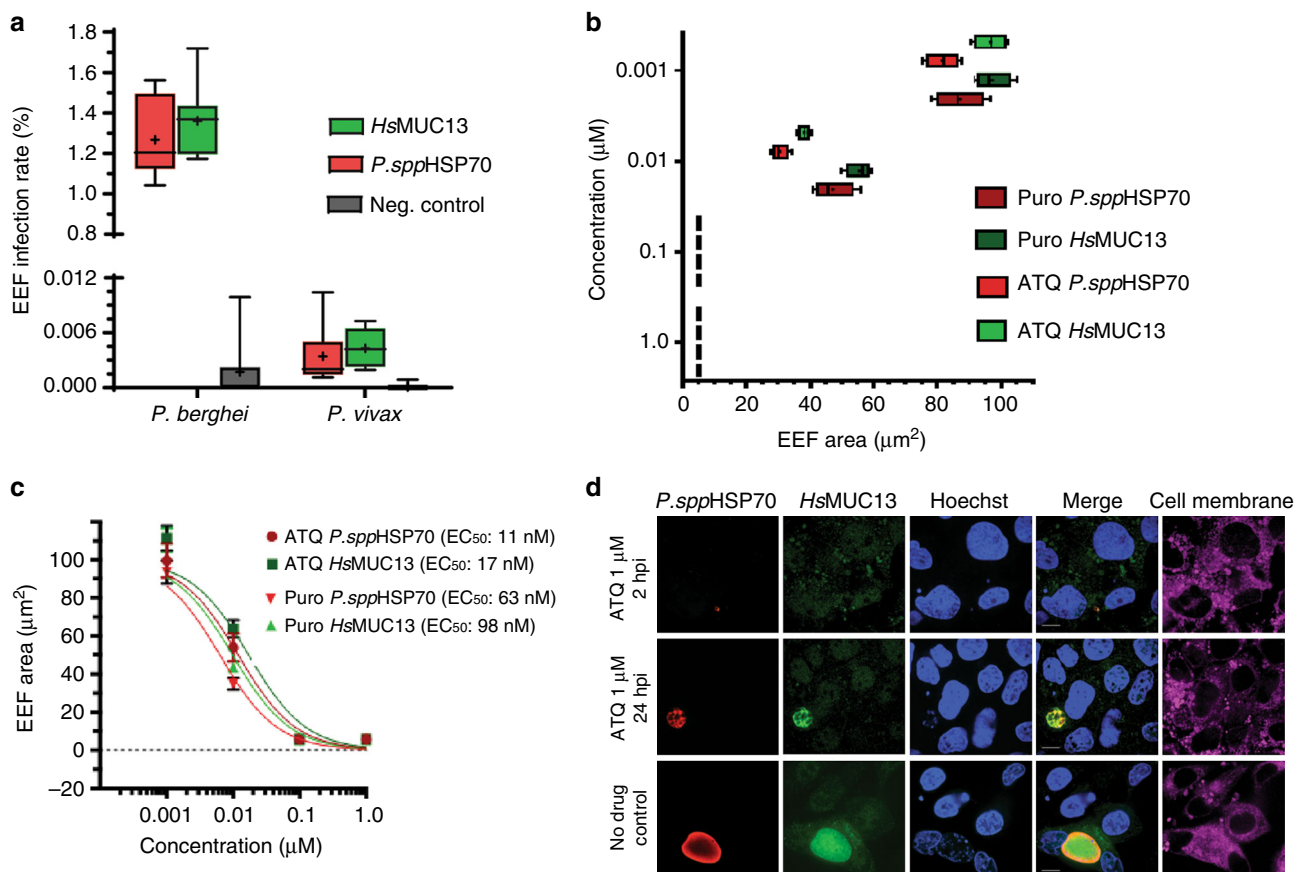 a
EEF infection rate (%)
1.8
1.6
1.4
1.2
1.0
0.8
0.012
0.006
0.000
P. berghei
P. vivax
HsMUC13
P.sppHSP70
Neg. control
b
Concentration (μM)
0.001
0.01
0.1
1.0
0
20
40
60
80
100
EEF area (μm²)
Puro P.sppHSP70
Puro HsMUC13
ATQ P.sppHSP70
ATQ HsMUC13
c
EEF area (μm²)
100
80
60
40
20
0
–20
0.001
0.01
0.1
1.0
Concentration (μM)
ATQ P.sppHSP70 (EC₅₀: 11 nM)
ATQ HsMUC13 (EC₅₀: 17 nM)
Puro P.sppHSP70 (EC₅₀: 63 nM)
Puro HsMUC13 (EC₅₀: 98 nM)
d
P.sppHSP70
HsMUC13
Hoechst
Merge
Cell membrane
ATQ 1 μM
2 hpi
ATQ 1 μM
24 hpi
No drug
control